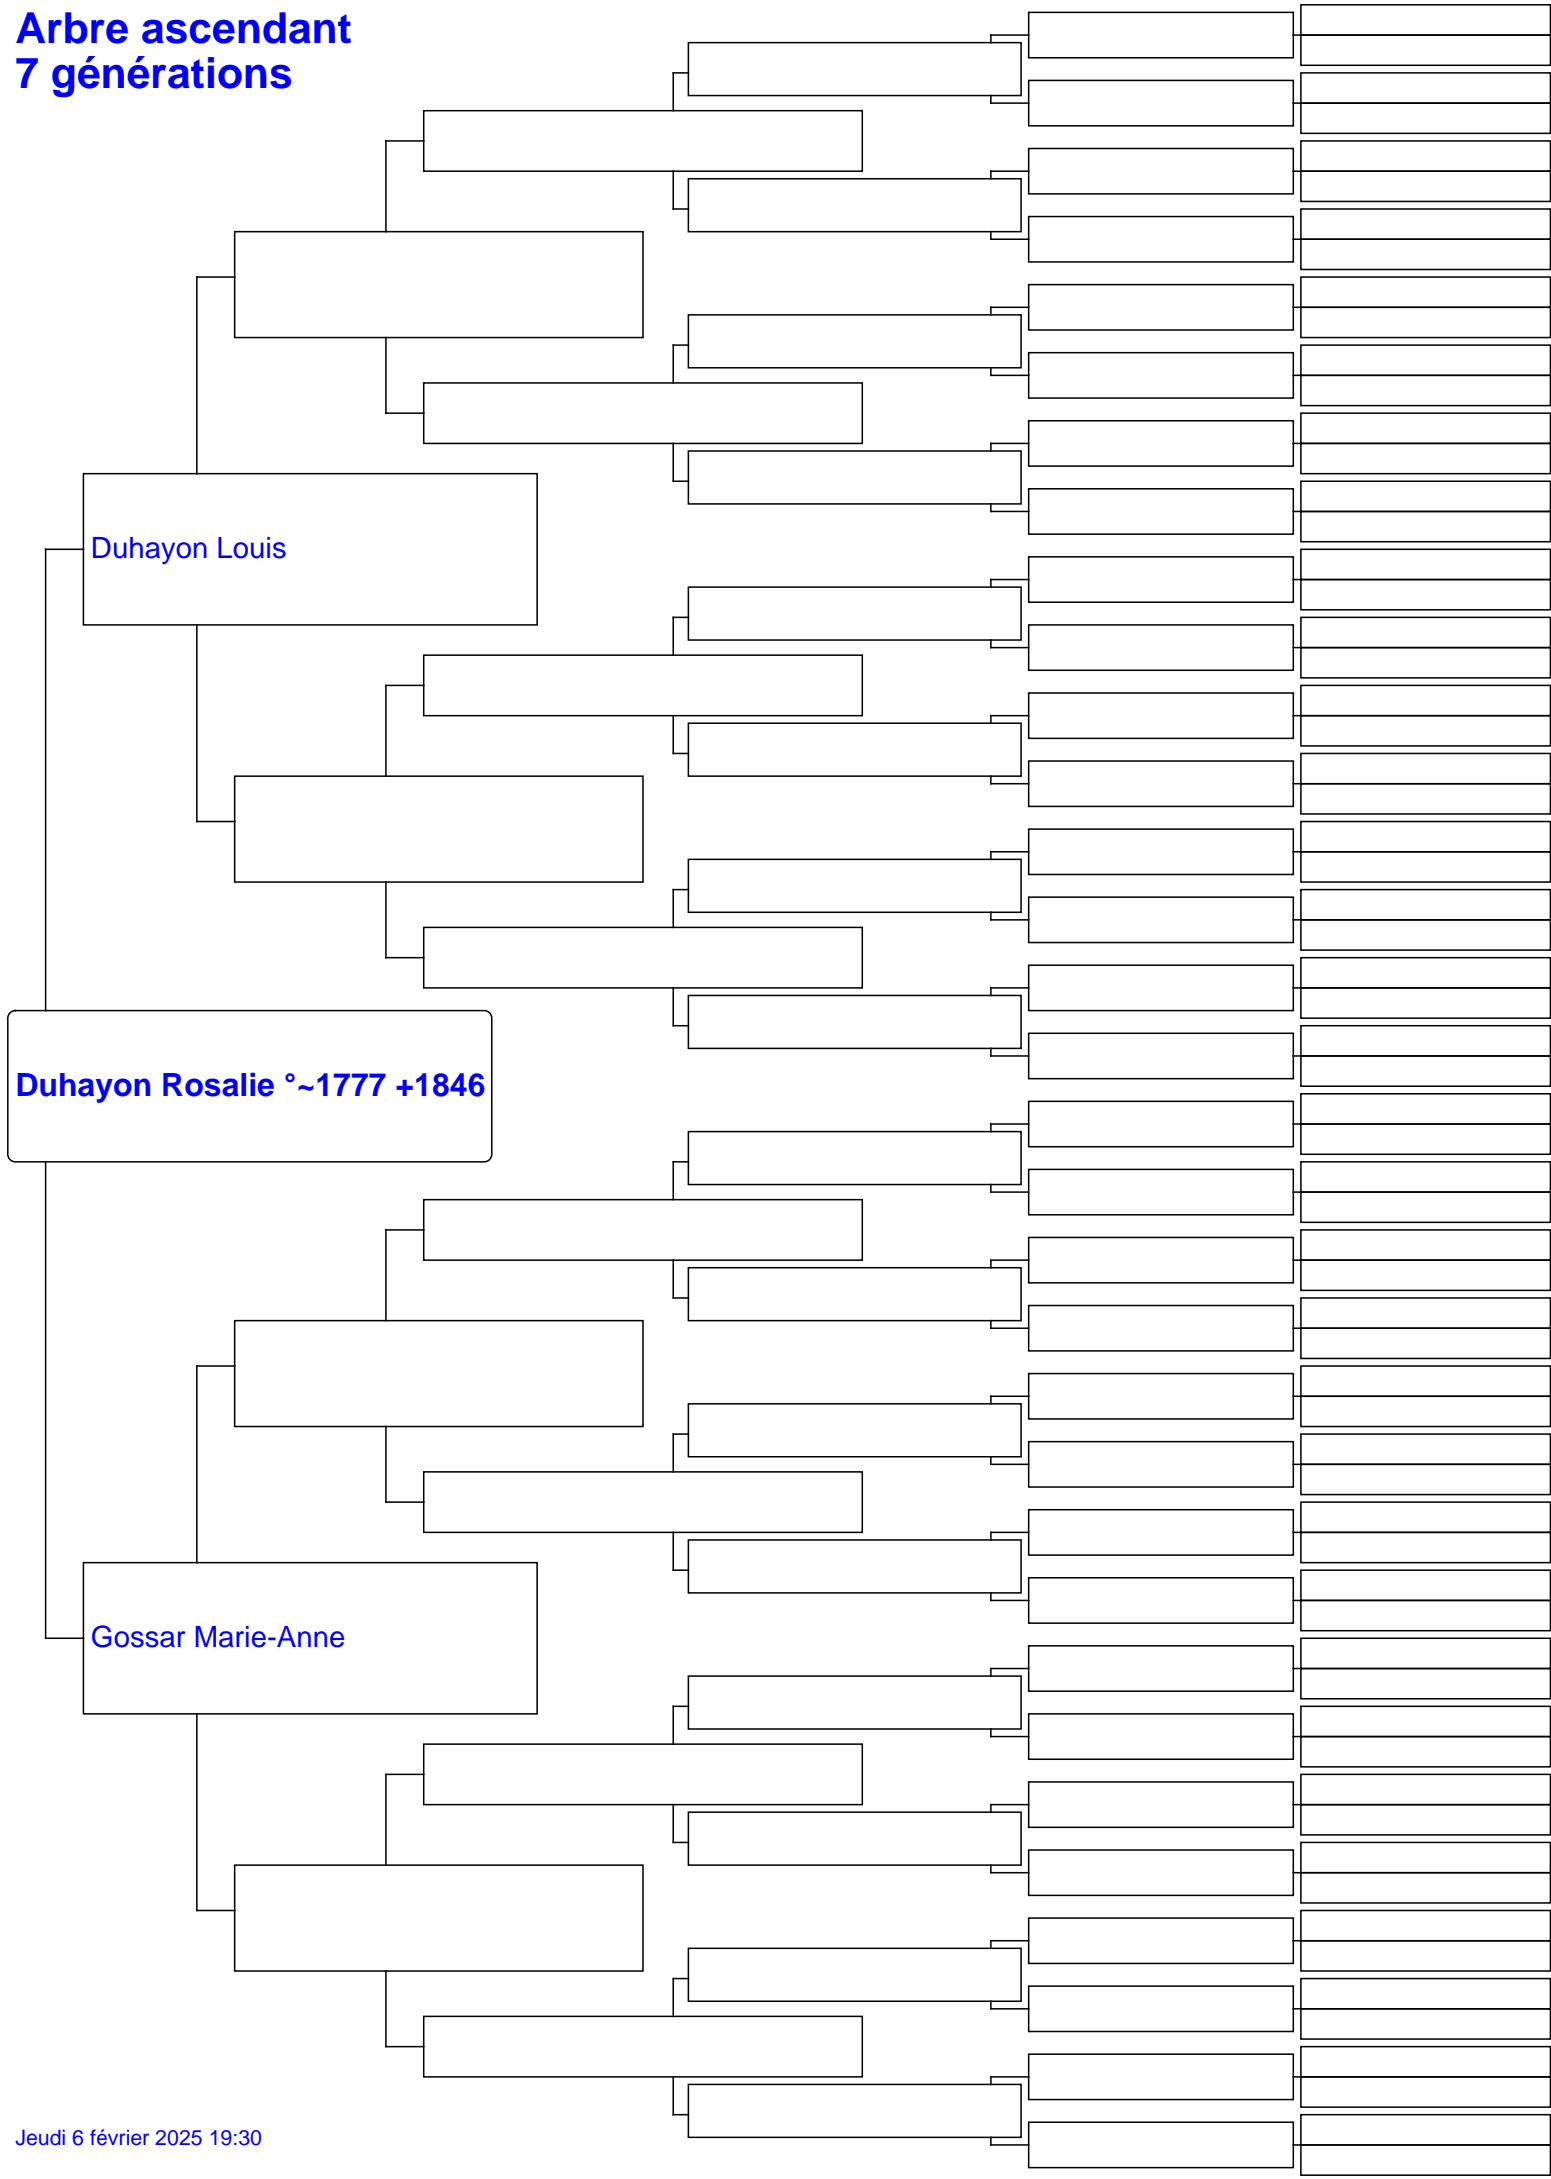 Arbre ascendant
7 générations
Duhayon Louis
Duhayon Rosalie °~1777 +1846
Gossar Marie-Anne
Jeudi 6 février 2025 19:30